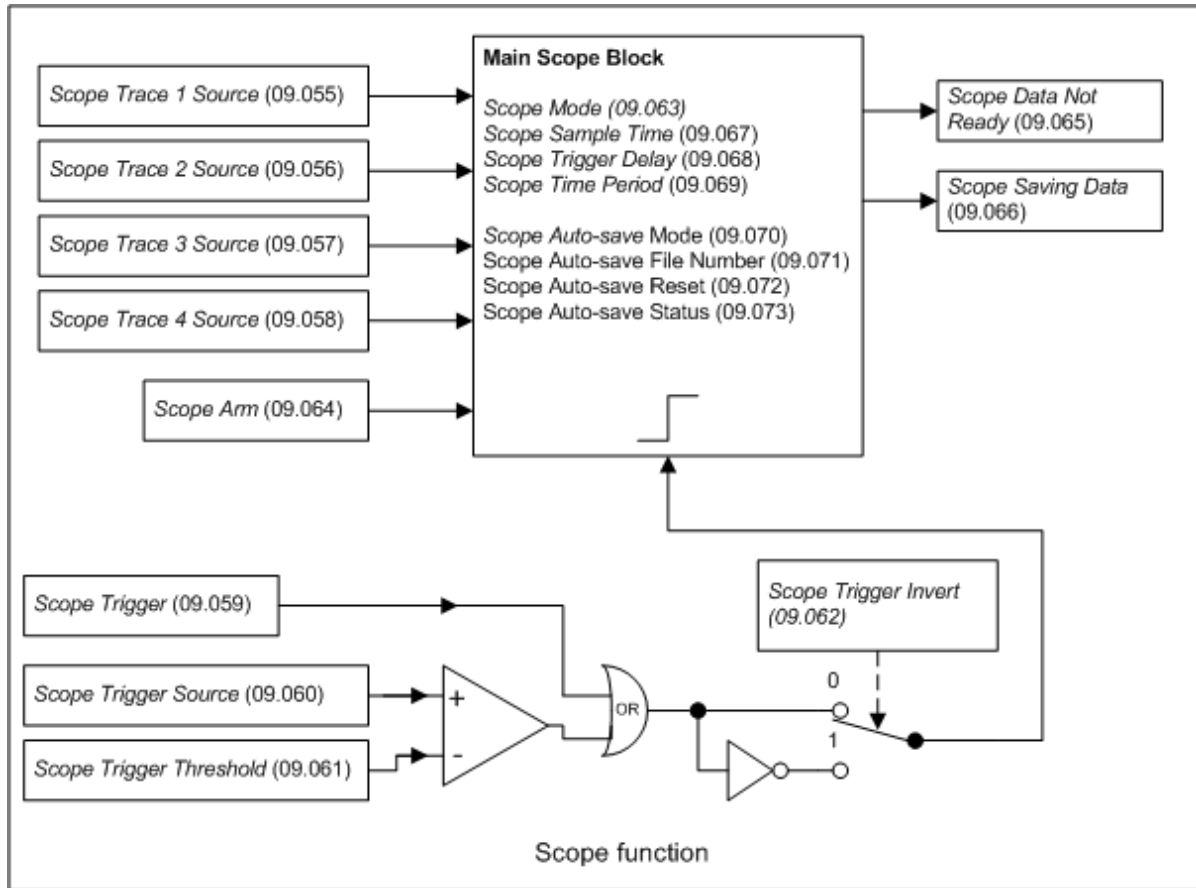 Main Scope Block
Scope Trace 1 Source (09.055)
Scope Trace 2 Source (09.056)
Scope Trace 3 Source (09.057)
Scope Trace 4 Source (09.058)
Scope Arm (09.064)
Scope Mode (09.063)
Scope Sample Time (09.067)
Scope Trigger Delay (09.068)
Scope Time Period (09.069)
Scope Auto-save Mode (09.070)
Scope Auto-save File Number (09.071)
Scope Auto-save Reset (09.072)
Scope Auto-save Status (09.073)
Scope Data Not
Ready (09.065)
Scope Saving Data
(09.066)
Scope Trigger (09.059)
Scope Trigger Source (09.060)
Scope Trigger Threshold (09.061)
+
-
OR
Scope Trigger Invert
(09.062)
0
1
Scope function